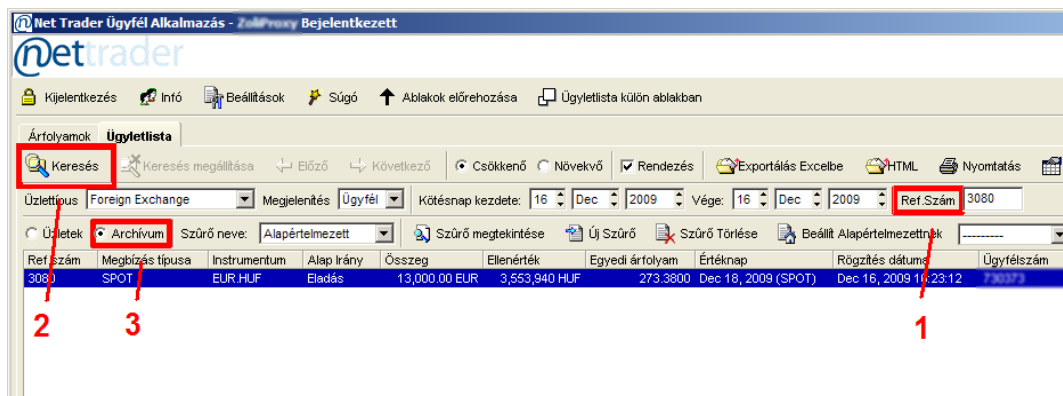 Net Trader Ügyfél Alkalmazás - ZoliProxy Bejelentkezett
nettrader
Kijelentkezés Infó Beállítások Súgó Ablakok előrehozása Ügyletlista külön ablakban
Árfolyamok Ügyletlista
Keresés Keresés megállítása Előző Következő Csökkenő Növekvő Rendezés Exportálás Excelbe HTML Nyomtatás
Üzlettípus Foreign Exchange Megjelenítés Ügyfél Kötésnap kezdete: 16 Dec 2009 Vége: 16 Dec 2009 Ref.Szám 3080
Üzletek Archívum Szűrő neve: Alapértelmezett Szűrő megtekintése Új Szűrő Szűrő Törlése Beállít Alapértelmezettnek ---------
Ref.szám Megbízás típusa Instrumentum Alap Irány Összeg Ellenérték Egyedi árfolyam Értéknap Rögzítés dátuma Ügyfélszám
3080 SPOT EUR.HUF Eladás 13,000.00 EUR 3,553,940 HUF 273.3800 Dec 18, 2009 (SPOT) Dec 16, 2009 16:23:12 730373
2 3 1